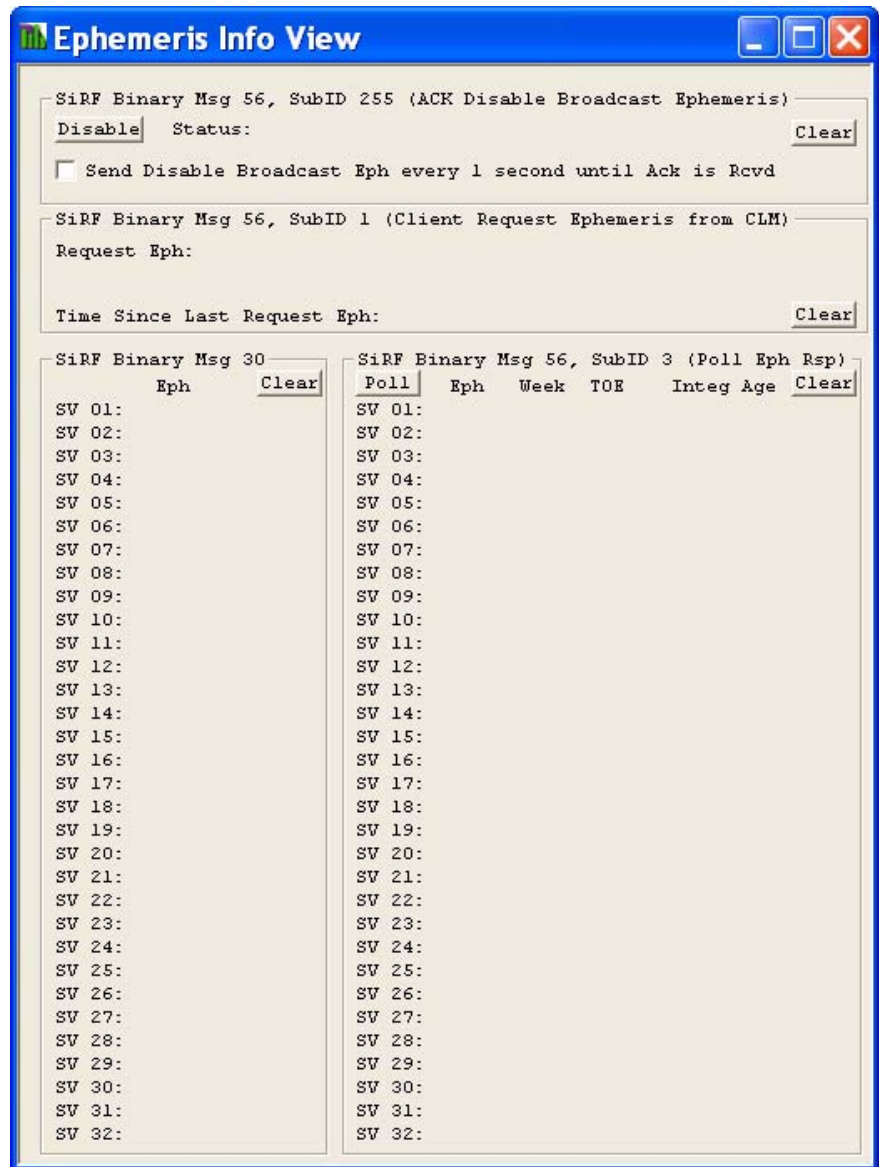 Ephemeris Info View
SiRF Binary Msg 56, SubID 255 (ACK Disable Broadcast Ephemeris)
Disable Status: Clear
Send Disable Broadcast Eph every 1 second until Ack is Rcvd
SiRF Binary Msg 56, SubID 1 (Client Request Ephemeris from CLM)
Request Eph:
Time Since Last Request Eph: Clear
SiRF Binary Msg 30
Eph Clear
SV 01:
SV 02:
SV 03:
SV 04:
SV 05:
SV 06:
SV 07:
SV 08:
SV 09:
SV 10:
SV 11:
SV 12:
SV 13:
SV 14:
SV 15:
SV 16:
SV 17:
SV 18:
SV 19:
SV 20:
SV 21:
SV 22:
SV 23:
SV 24:
SV 25:
SV 26:
SV 27:
SV 28:
SV 29:
SV 30:
SV 31:
SV 32:
SiRF Binary Msg 56, SubID 3 (Poll Eph Rsp)
Poll Eph Week TOE Integ Age Clear
SV 01:
SV 02:
SV 03:
SV 04:
SV 05:
SV 06:
SV 07:
SV 08:
SV 09:
SV 10:
SV 11:
SV 12:
SV 13:
SV 14:
SV 15:
SV 16:
SV 17:
SV 18:
SV 19:
SV 20:
SV 21:
SV 22:
SV 23:
SV 24:
SV 25:
SV 26:
SV 27:
SV 28:
SV 29:
SV 30:
SV 31:
SV 32: